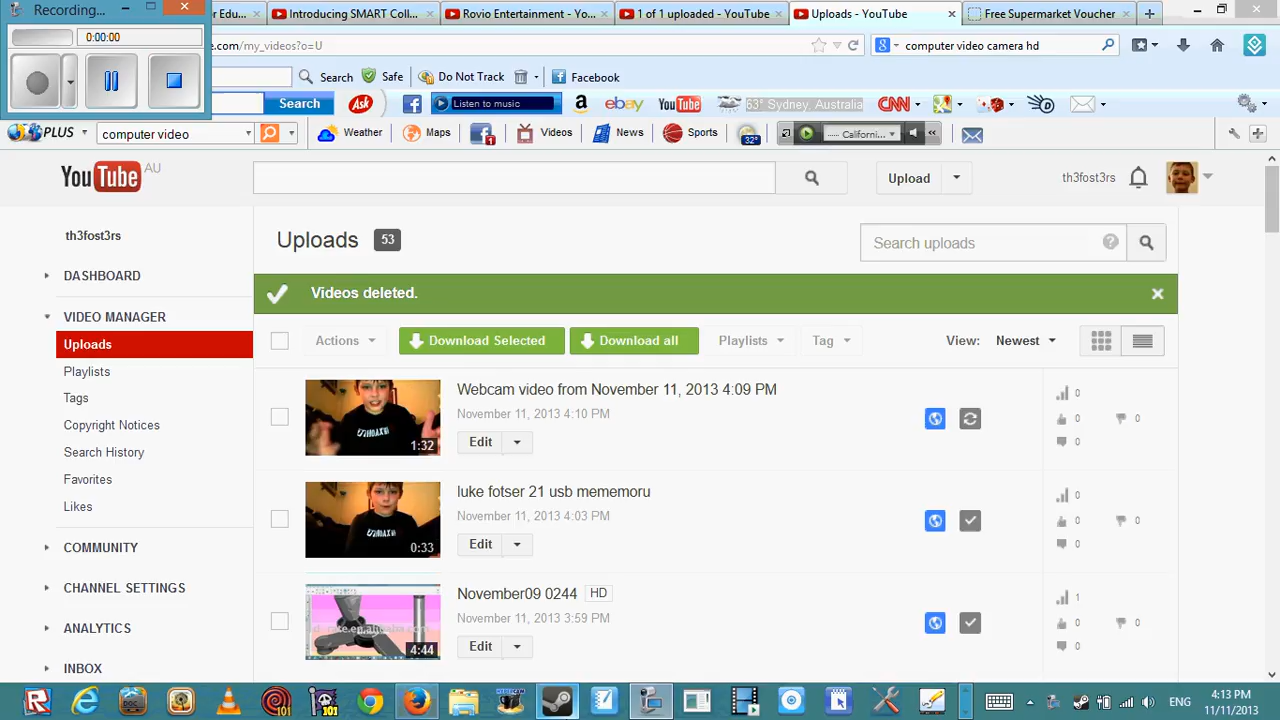 Recording...
0:00:00
or Edu...
Introducing SMART Coll...
Rovio Entertainment - Yo...
1 of 1 uploaded - YouTube
Uploads - YouTube
Free Supermarket Voucher
e.com/my_videos?o=U
computer video camera hd
Search
Safe
Do Not Track
Facebook
Search
Ask
Listen to music
ebay
YouTube
63° Sydney, Australia
CNN
PLUS
computer video
Weather
Maps
1
Videos
News
Sports
32°
.... Californi...
YouTube AU
Upload
th3fost3rs
th3fost3rs
Uploads 53
Search uploads
DASHBOARD
Videos deleted.
VIDEO MANAGER
Actions
Download Selected
Download all
Playlists
Tag
View:
Newest
Uploads
Playlists
Tags
Copyright Notices
Search History
Favorites
Likes
COMMUNITY
CHANNEL SETTINGS
ANALYTICS
INBOX
Webcam video from November 11, 2013 4:09 PM
November 11, 2013 4:10 PM
Edit
1:32
0
0
0
0
luke fotser 21 usb mememoru
November 11, 2013 4:03 PM
Edit
0:33
0
0
0
0
November09 0244 HD
November 11, 2013 3:59 PM
Edit
4:44
1
0
0
0
DOC
101
101
ENG
4:13 PM
11/11/2013